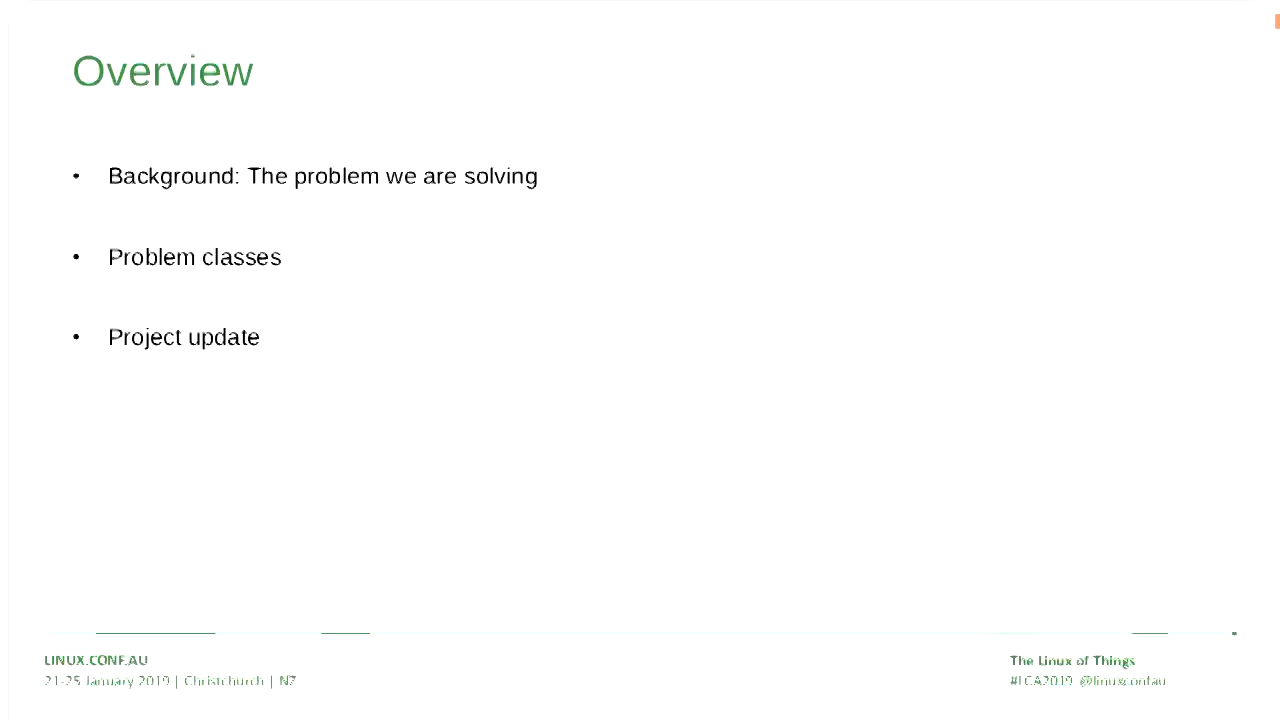 Overview
• Background: The problem we are solving
• Problem classes
• Project update
LINUX.CONF.AU
21-25 January 2019 | Christchurch | NZ
The Linux of Things
#LCA2019 @linuxconfau